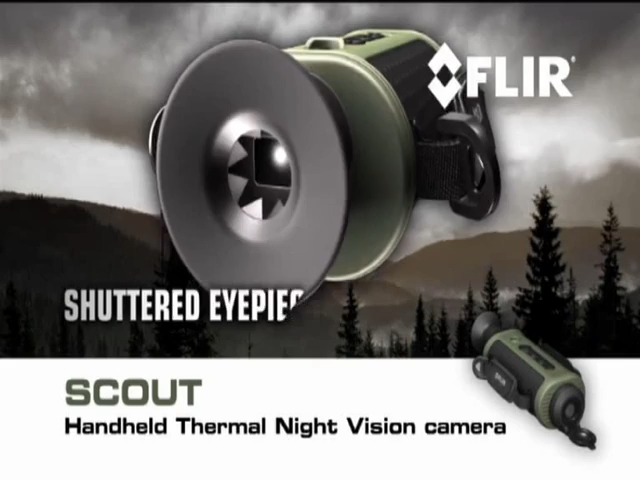 FLIR
SHUTTERED EYEPIEC
SCOUT
Handheld Thermal Night Vision camera